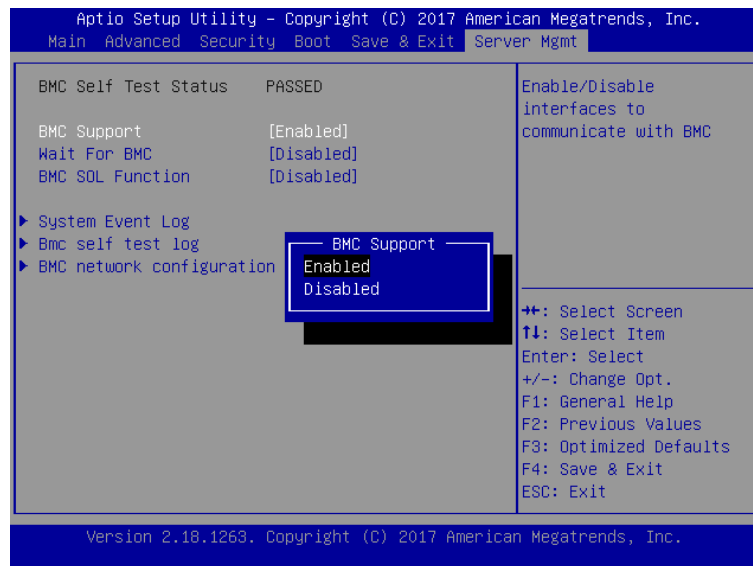 Aptio Setup Utility – Copyright (C) 2017 American Megatrends, Inc.
Main Advanced Security Boot Save & Exit Server Mgmt
BMC Self Test Status PASSED
BMC Support [Enabled]
Wait For BMC [Disabled]
BMC SOL Function [Disabled]
System Event Log
Bmc self test log
BMC network configuration
BMC Support
Enabled
Disabled
Enable/Disable
interfaces to
communicate with BMC
→←: Select Screen
↑↓: Select Item
Enter: Select
+/-: Change Opt.
F1: General Help
F2: Previous Values
F3: Optimized Defaults
F4: Save & Exit
ESC: Exit
Version 2.18.1263. Copyright (C) 2017 American Megatrends, Inc.